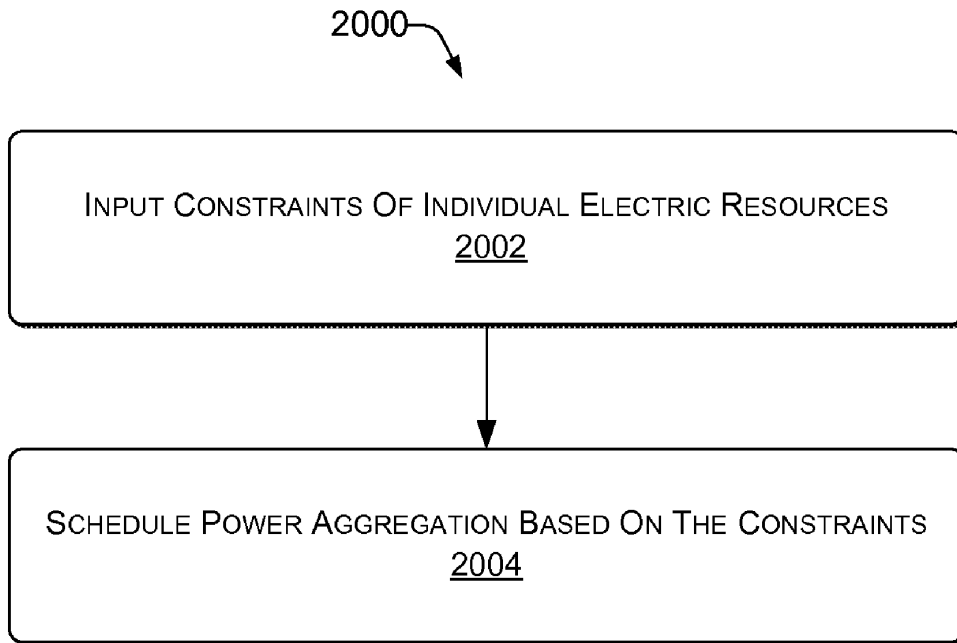 2000
INPUT CONSTRAINTS OF INDIVIDUAL ELECTRIC RESOURCES
2002
SCHEDULE POWER AGGREGATION BASED ON THE CONSTRAINTS
2004